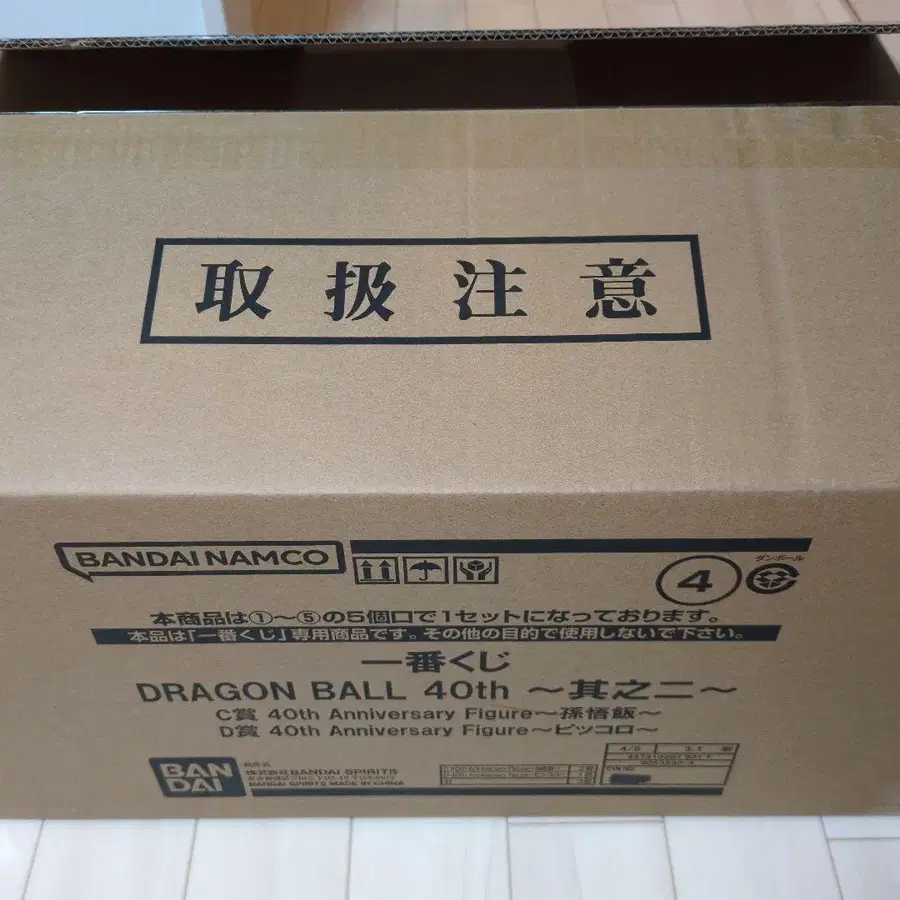 取扱注意
BANDAI NAMCO
4
ダンボール
本商品は①～⑤の5個口で1セットになっております。
本品は「一番くじ」専用商品です。その他の目的で使用しないで下さい。
一番くじ
DRAGON BALL 40th ～其之二～
C賞 40th Anniversary Figure～孫悟飯～
D賞 40th Anniversary Figure～ピッコロ～
BANDAI
発売元
株式会社BANDAI SPIRITS
BANDAI SPIRITS MADE IN CHINA
4/5
3.1